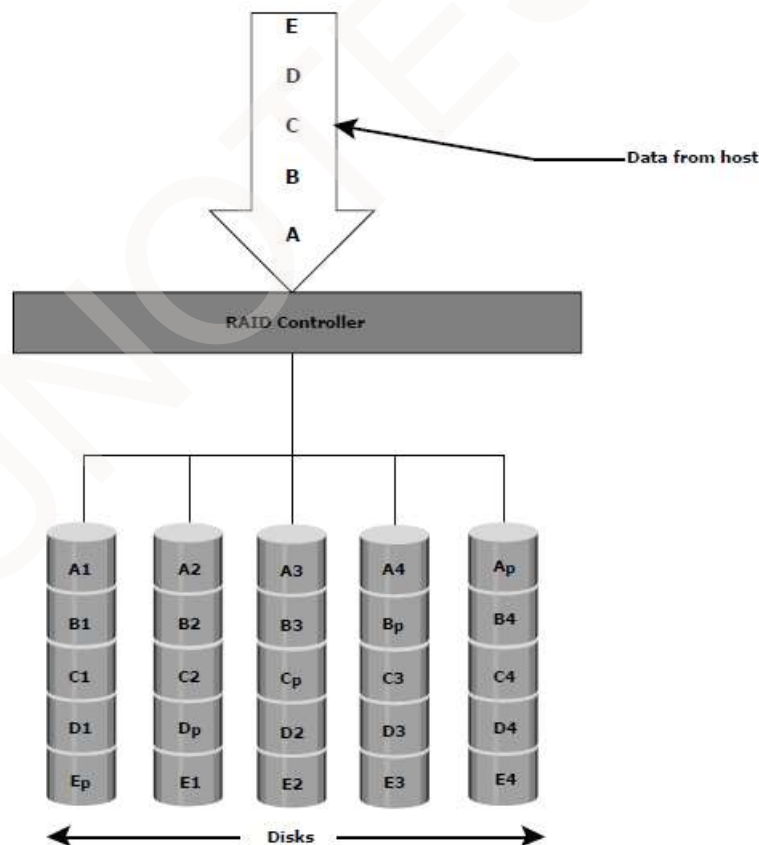 E
D
C
Data from host
B
A
RAID Controller
A1 A2 A3 A4 Ap
B1 B2 B3 Bp B4
C1 C2 Cp C3 C4
D1 Dp D2 D3 D4
Ep E1 E2 E3 E4
Disks